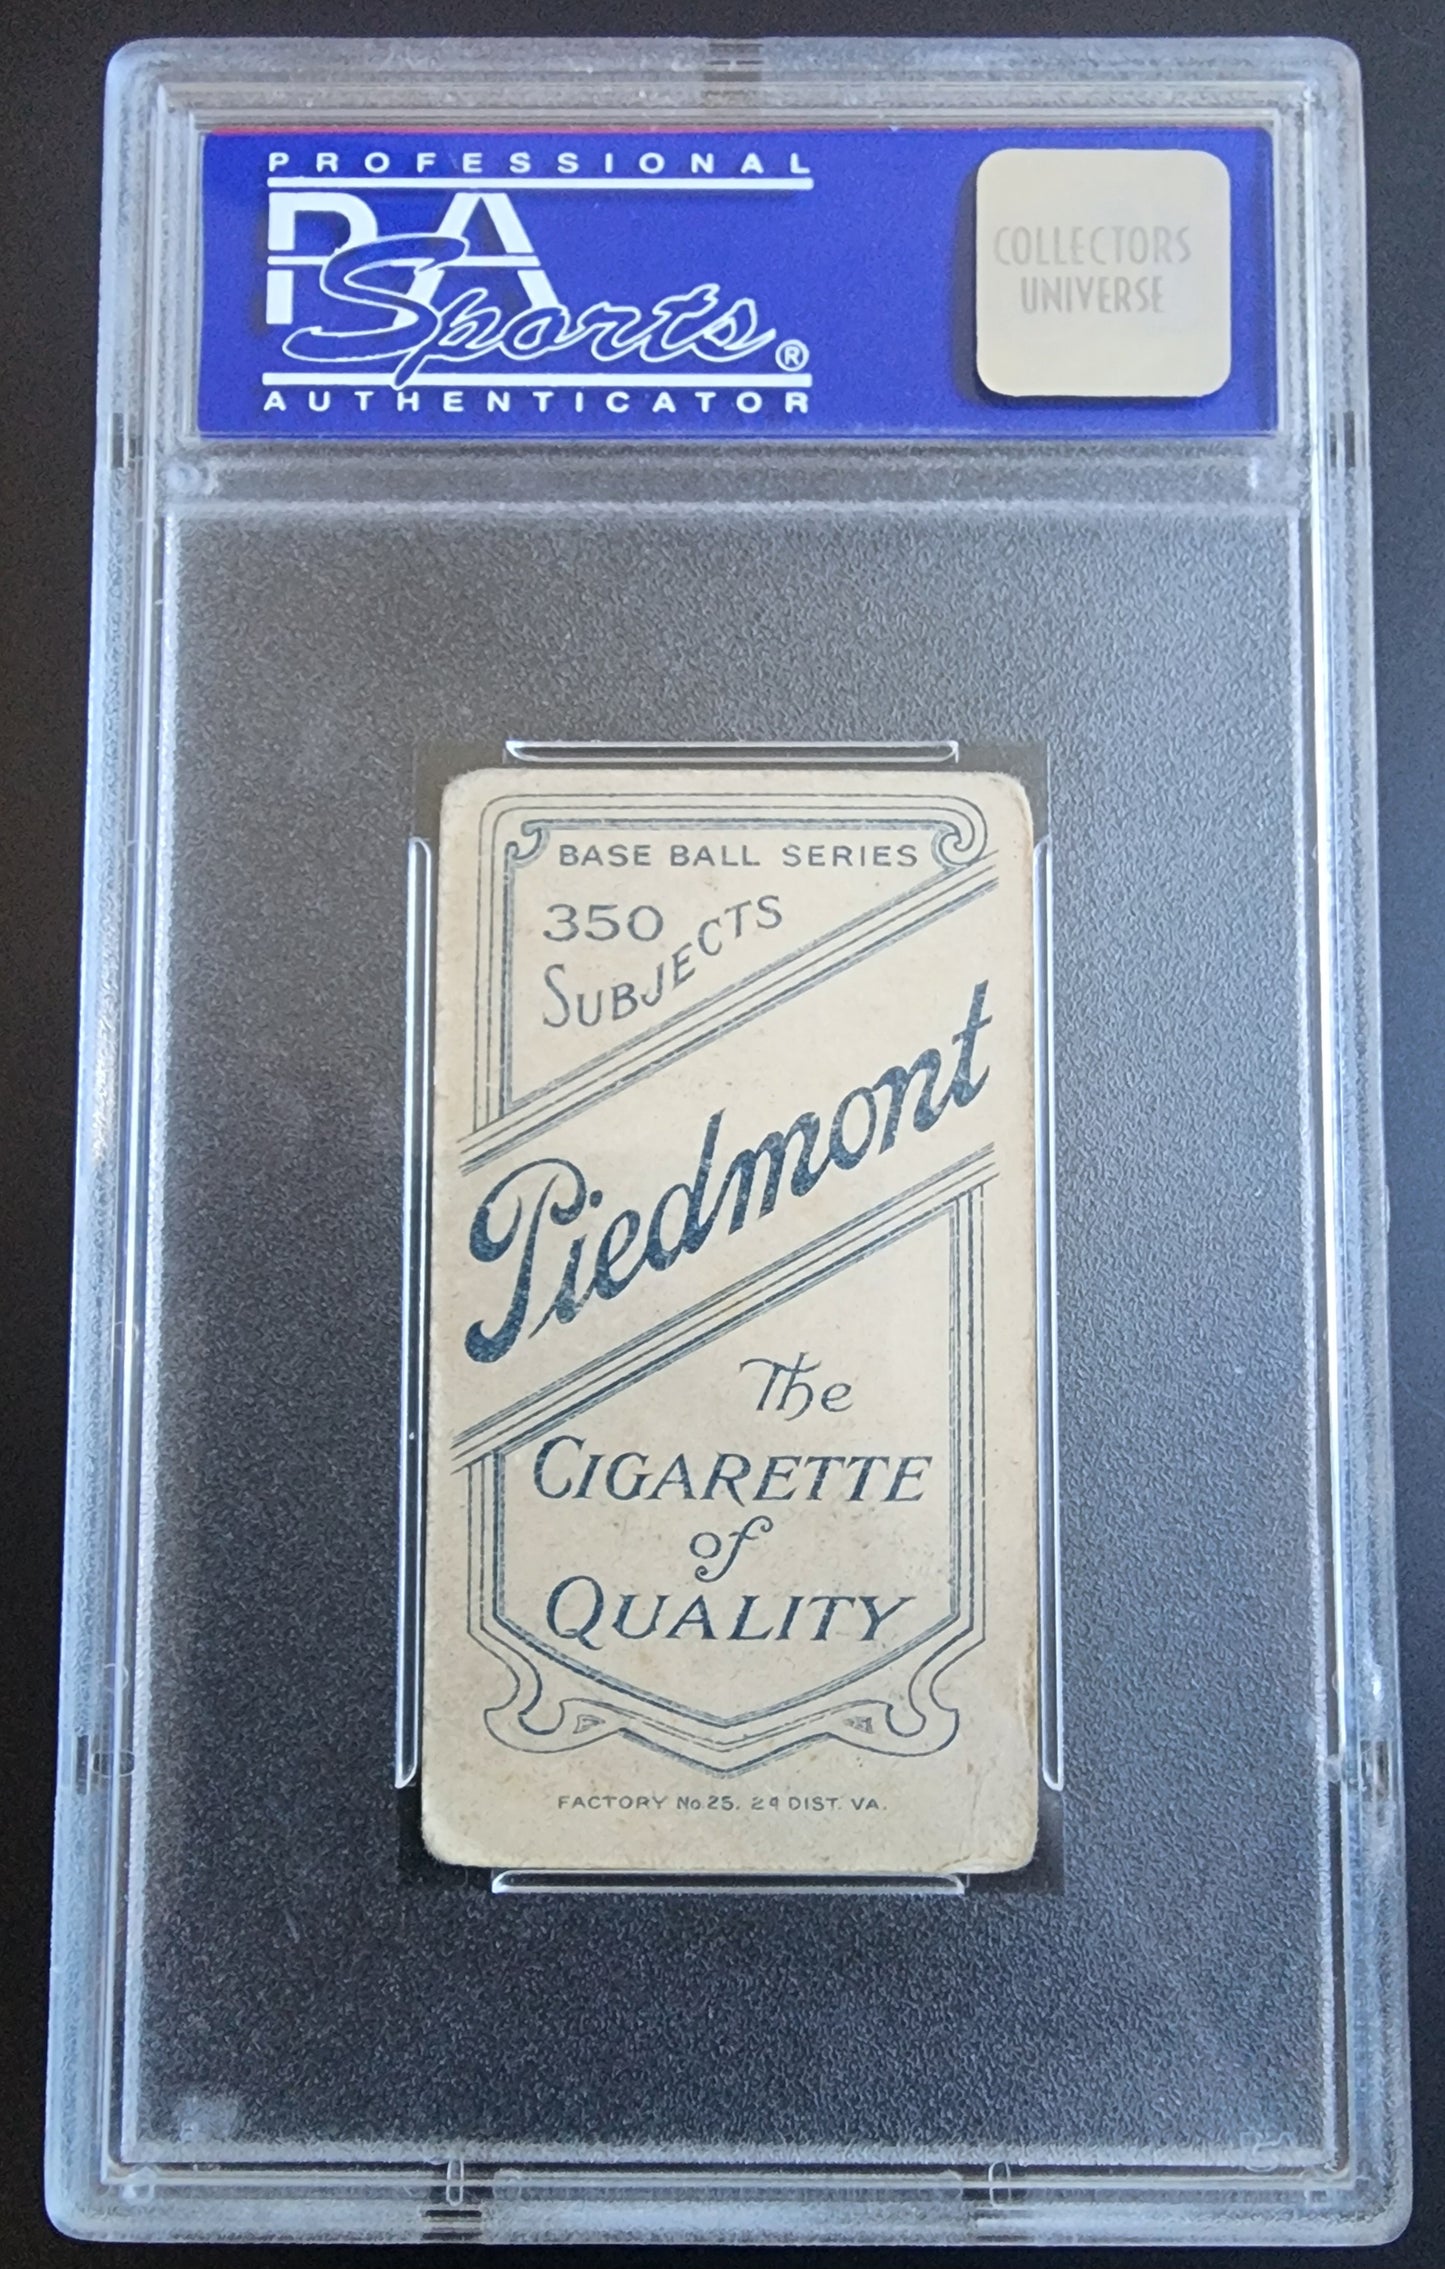 PROFESSIONAL
PSA
Sports®
AUTHENTICATOR
COLLECTORS
UNIVERSE
BASE BALL SERIES
350
SUBJECTS
Piedmont
The
CIGARETTE
of
QUALITY
FACTORY No 25. 2d DIST. VA.